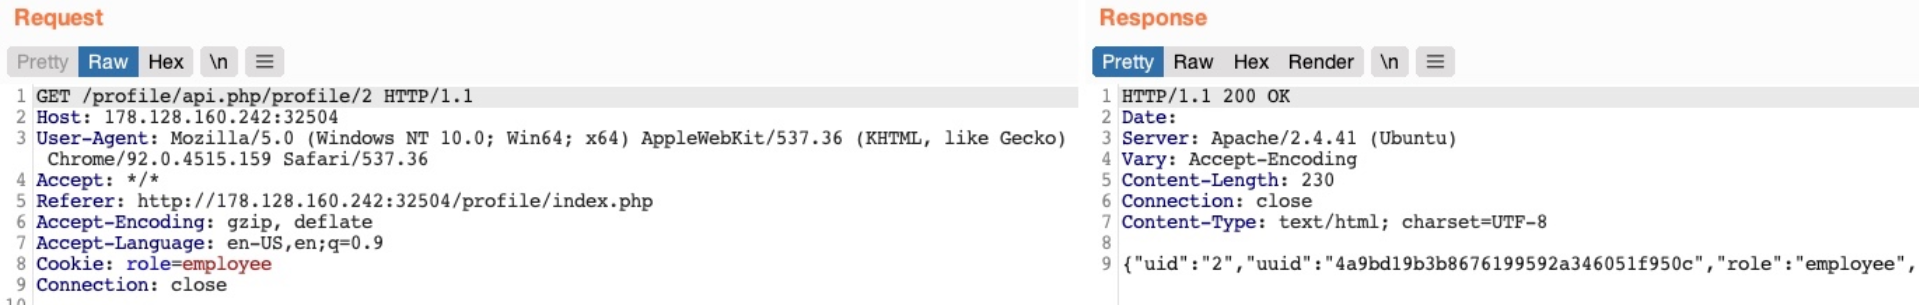 Request
Pretty Raw Hex \n
1 GET /profile/api.php/profile/2 HTTP/1.1
2 Host: 178.128.160.242:32504
3 User-Agent: Mozilla/5.0 (Windows NT 10.0; Win64; x64) AppleWebKit/537.36 (KHTML, like Gecko)
Chrome/92.0.4515.159 Safari/537.36
4 Accept: */*
5 Referer: http://178.128.160.242:32504/profile/index.php
6 Accept-Encoding: gzip, deflate
7 Accept-Language: en-US,en;q=0.9
8 Cookie: role=employee
9 Connection: close
10
Response
Pretty Raw Hex Render \n
1 HTTP/1.1 200 OK
2 Date:
3 Server: Apache/2.4.41 (Ubuntu)
4 Vary: Accept-Encoding
5 Content-Length: 230
6 Connection: close
7 Content-Type: text/html; charset=UTF-8
8
9 {"uid":"2","uuid":"4a9bd19b3b8676199592a346051f950c","role":"employee",